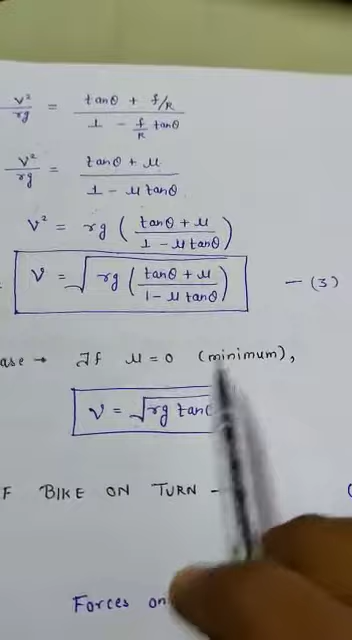 v²/rg = (tanθ + f/R) / (1 - f/R tanθ)
v²/rg = (tanθ + μ) / (1 - μ tanθ)
v² = rg ( (tanθ + μ) / (1 - μ tanθ) )
v = √( rg ( (tanθ + μ) / (1 - μ tanθ) ) ) — (3)
→ If μ = 0 (minimum),
v = √rg tan
BIKE ON TURN -
Forces on